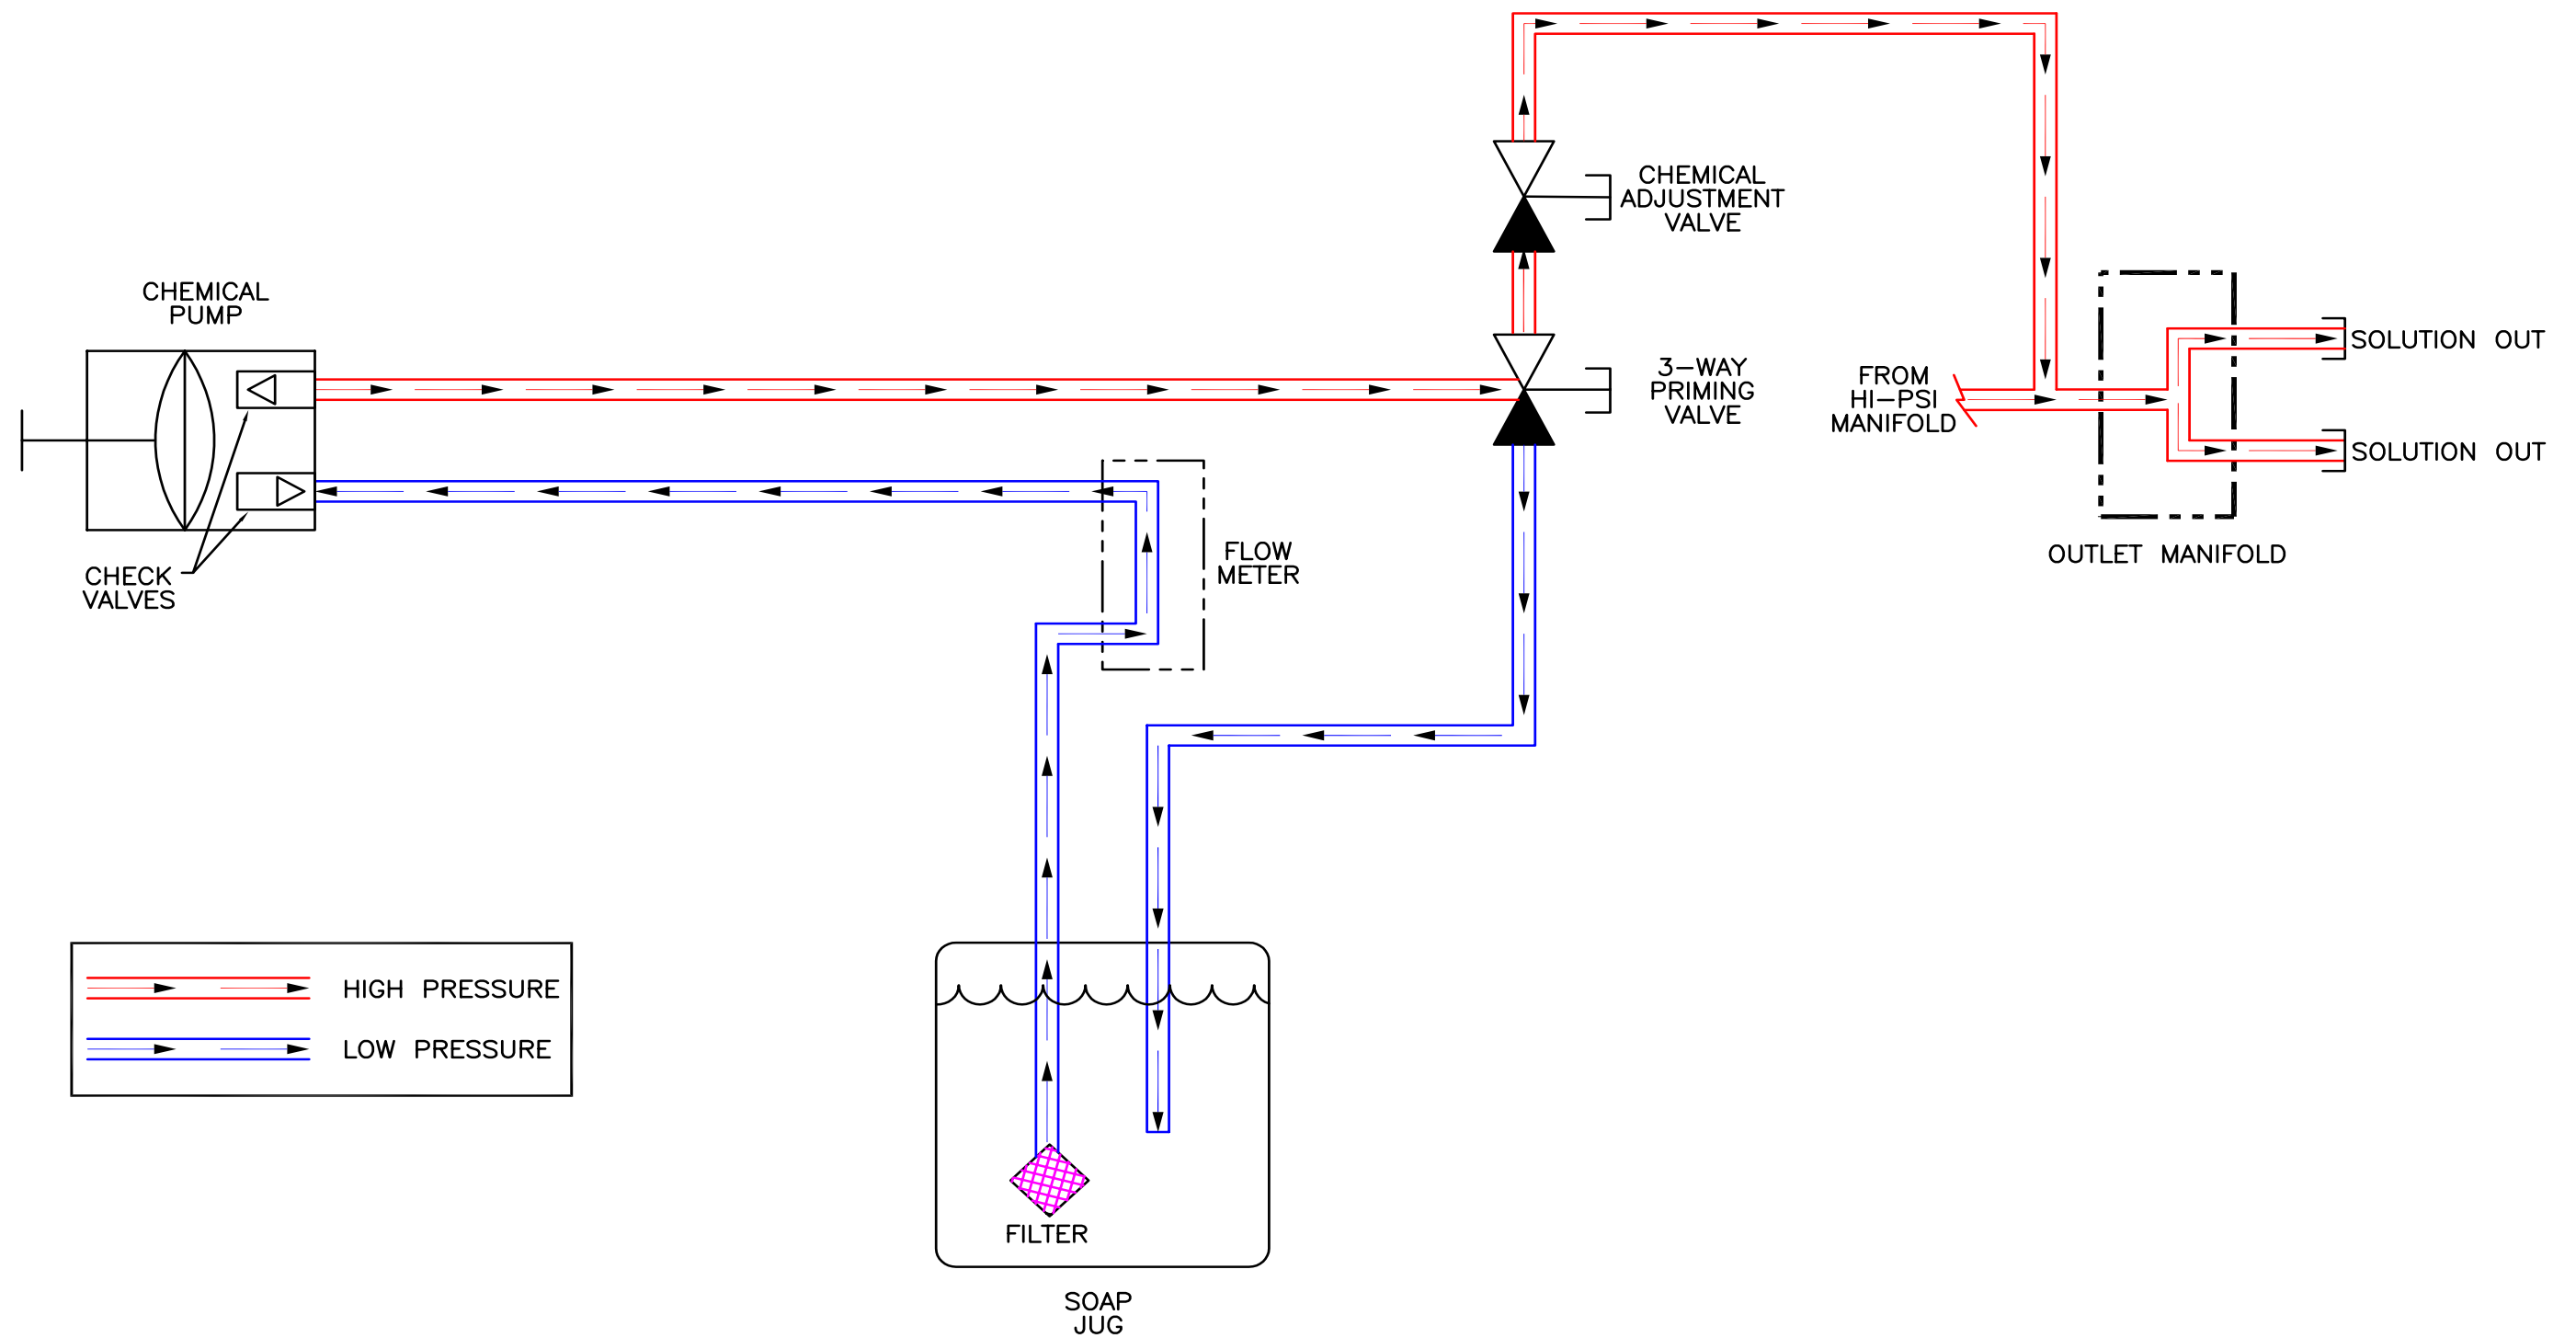 CHEMICAL
ADJUSTMENT
VALVE
CHEMICAL
PUMP
3-WAY
PRIMING
VALVE
FROM
HI-PSI
MANIFOLD
SOLUTION OUT
SOLUTION OUT
OUTLET MANIFOLD
FLOW
METER
CHECK
VALVES
HIGH PRESSURE
LOW PRESSURE
FILTER
SOAP
JUG